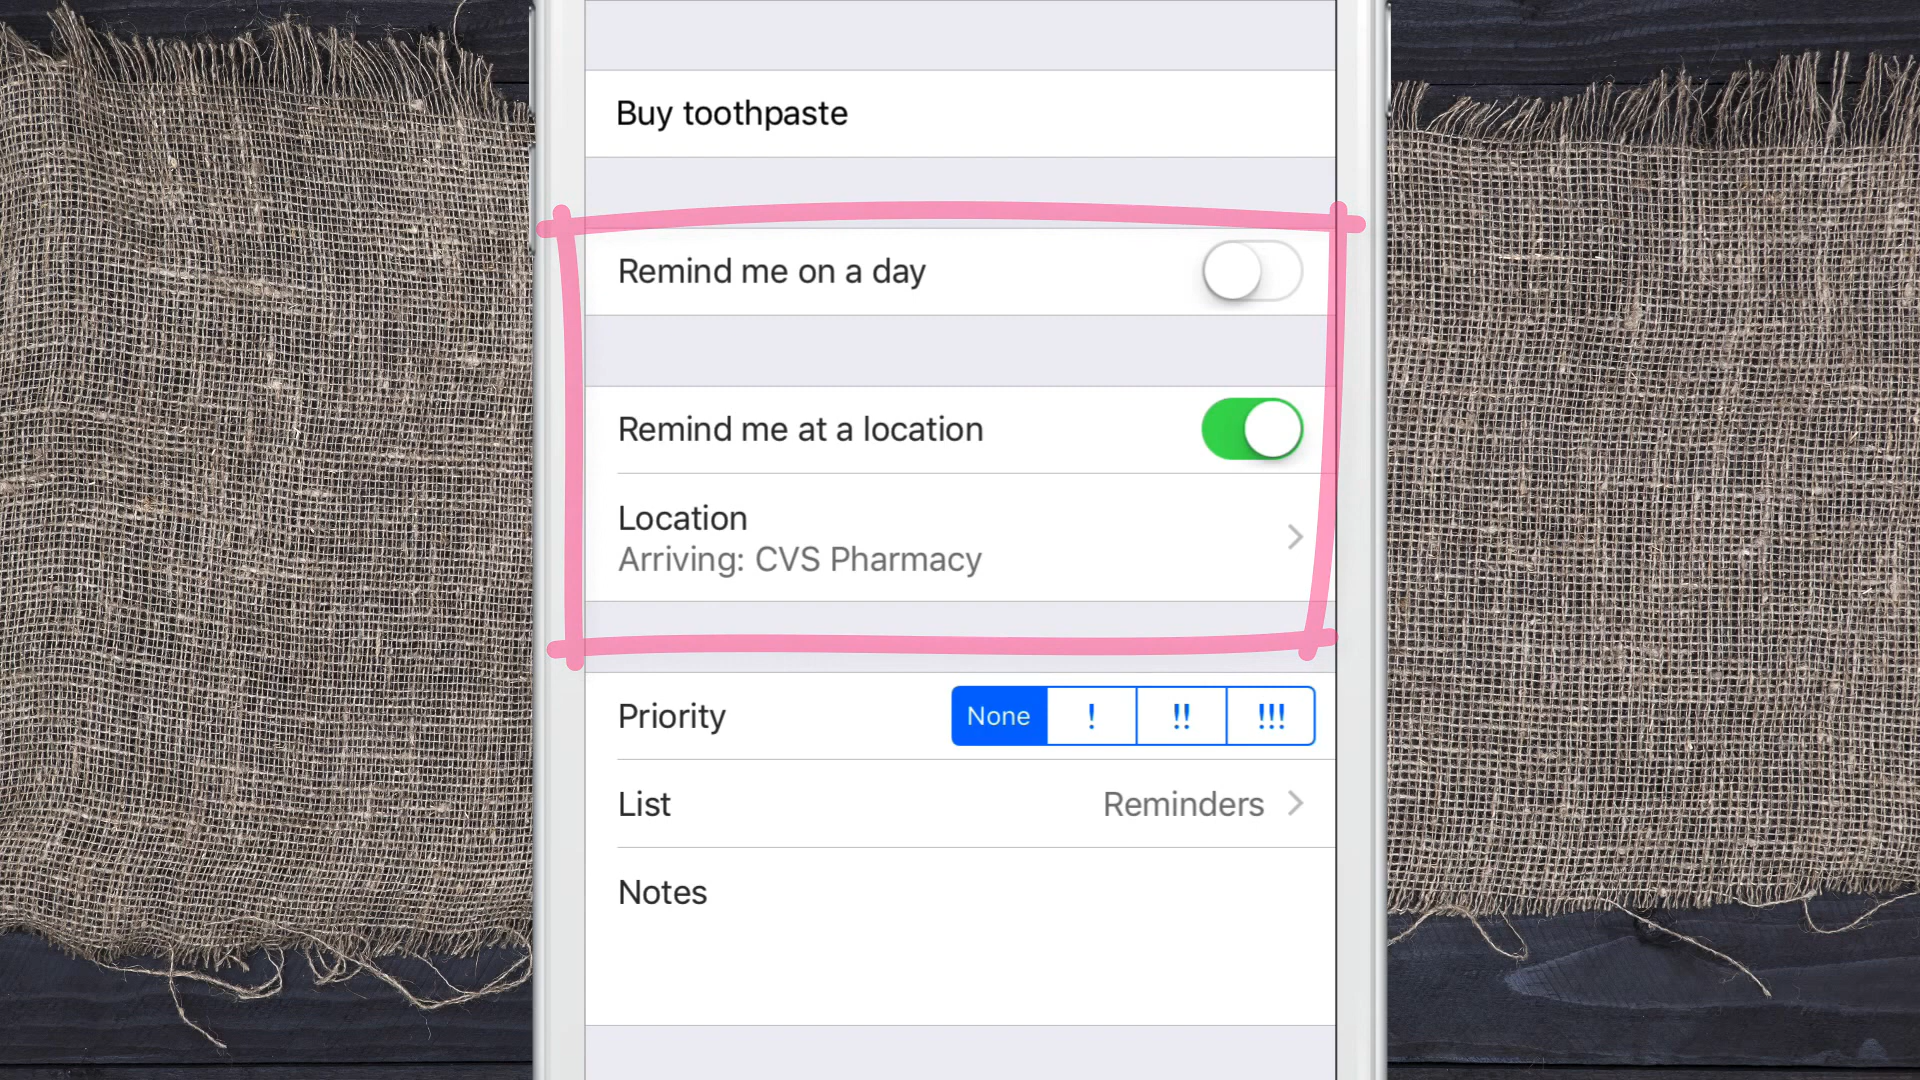 Buy toothpaste
Remind me on a day
Remind me at a location
Location
Arriving: CVS Pharmacy
Priority None ! !! !!!
List Reminders
Notes